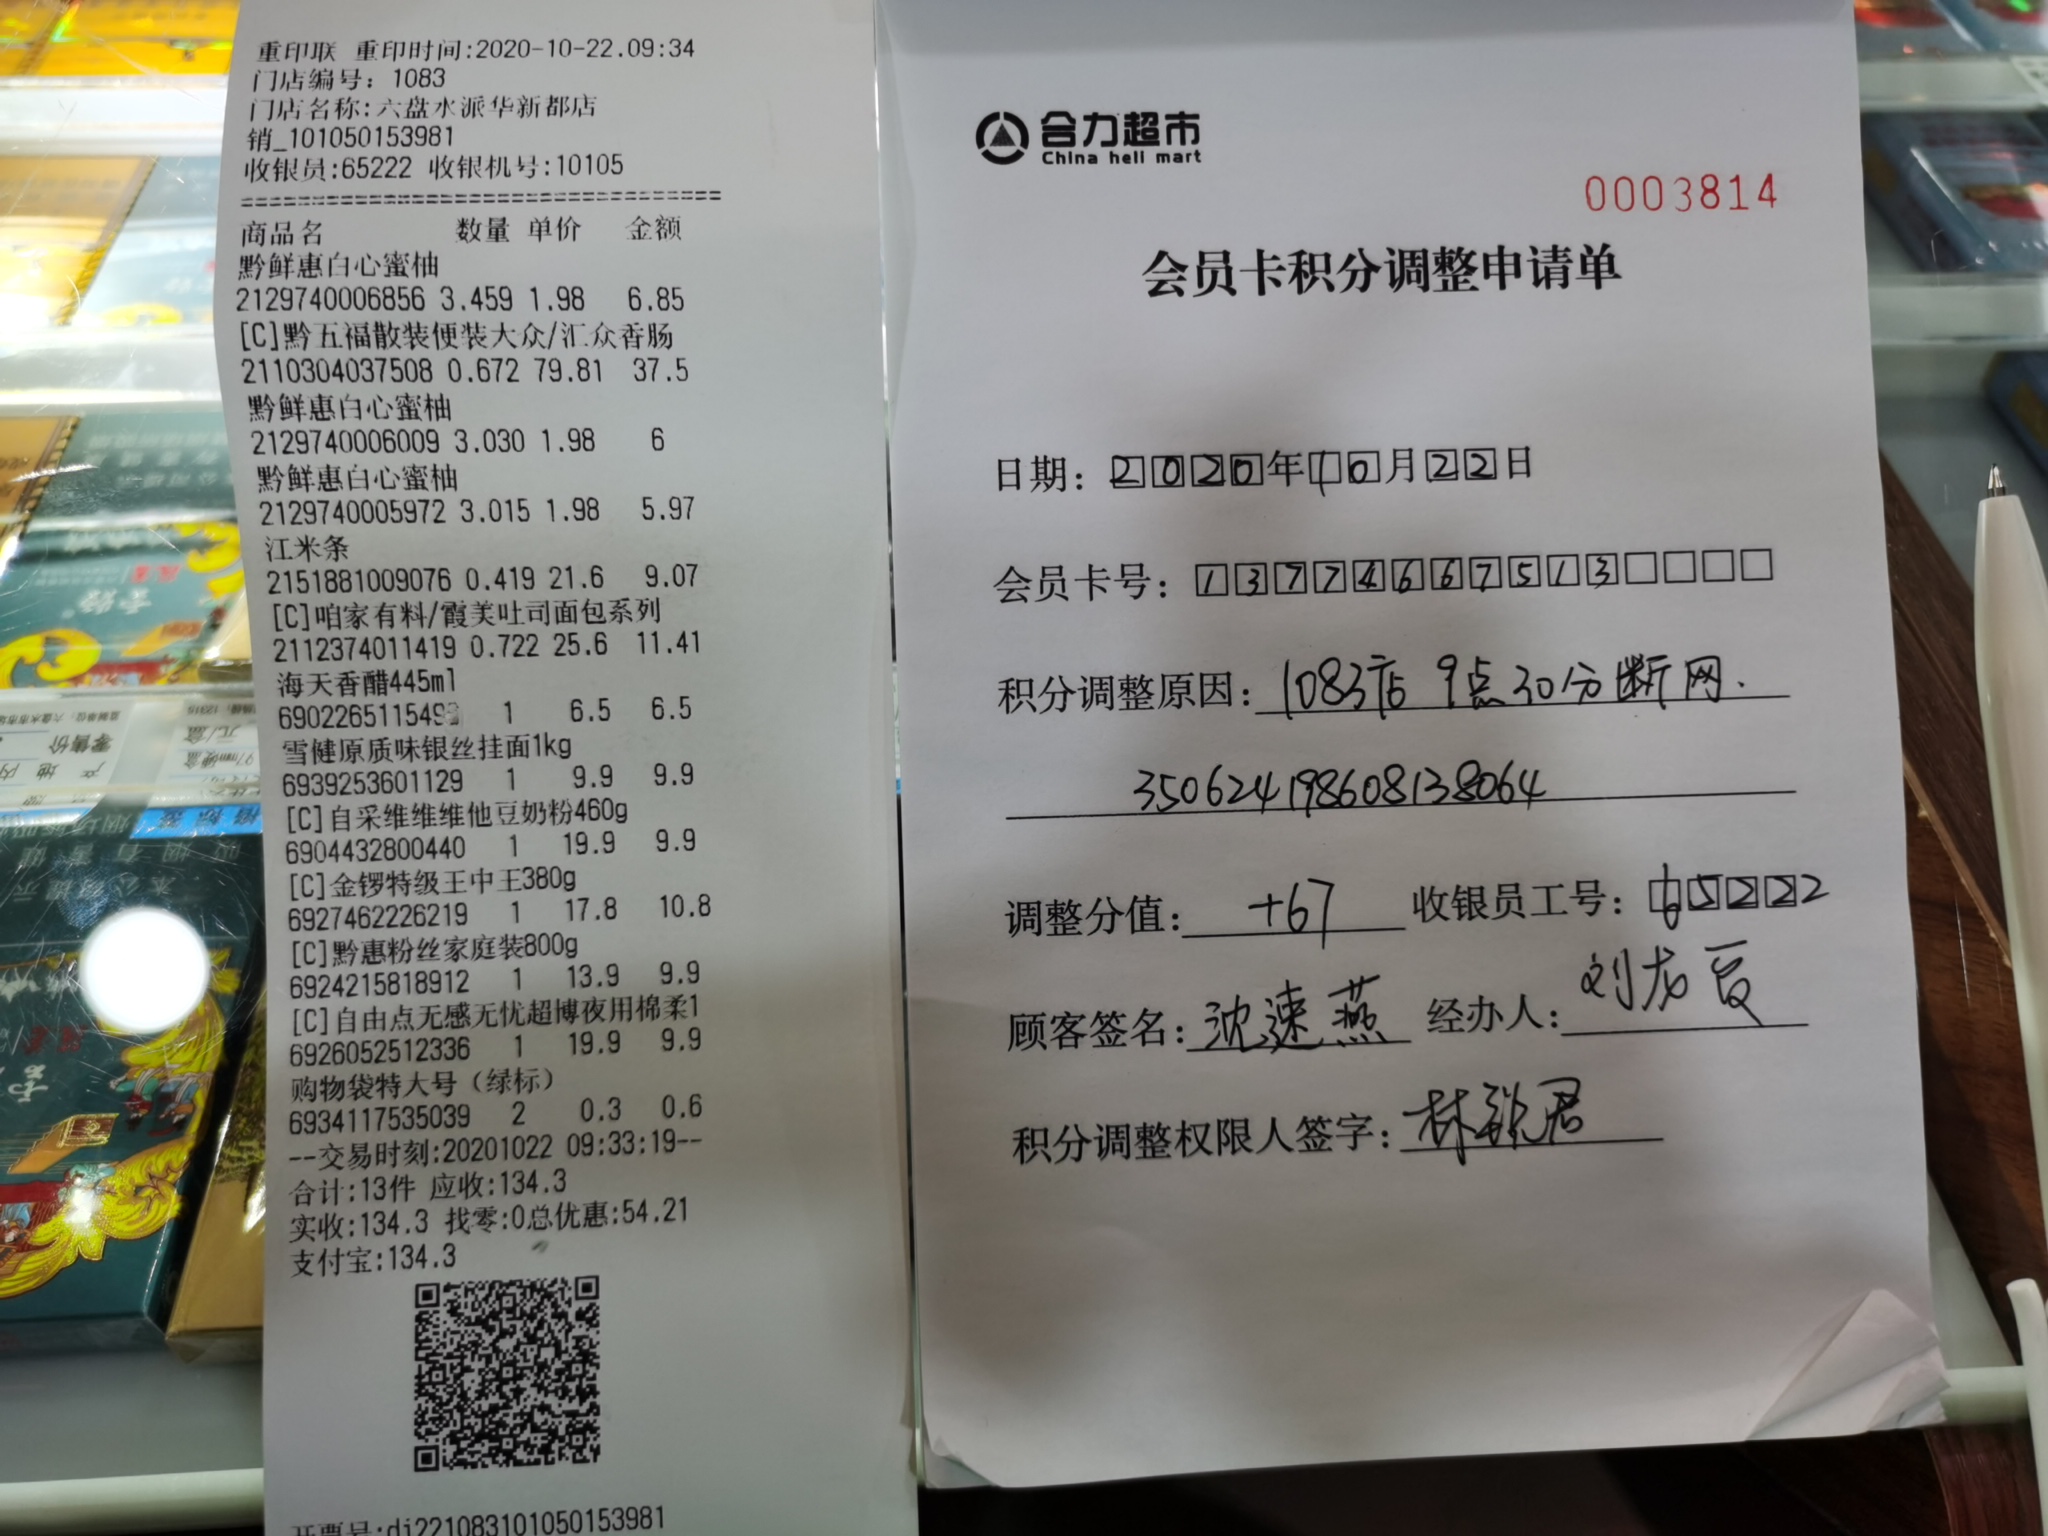 重印联 重印时间:2020-10-22.09:34
门店编号: 1083
门店名称:六盘水派华新都店
销_101050153981
收银员:65222 收银机号:10105
商品名 数量 单价 金额
黔鲜惠白心蜜柚
2129740006856 3.459 1.98 6.85
[C]黔五福散装便装大众/汇众香肠
2110304037508 0.672 79.81 37.5
黔鲜惠白心蜜柚
2129740006009 3.030 1.98 6
黔鲜惠白心蜜柚
2129740005972 3.015 1.98 5.97
江米条
2151881009076 0.419 21.6 9.07
[C]咱家有料/霞美吐司面包系列
2112374011419 0.722 25.6 11.41
海天香醋445ml
690226511549 1 6.5 6.5
雪健原质味银丝挂面1kg
6939253601129 1 9.9 9.9
[C]自采维维维他豆奶粉460g
6904432800440 1 19.9 9.9
[C]金锣特级王中王380g
6927462226219 1 17.8 10.8
[C]黔惠粉丝家庭装800g
6924215818912 1 13.9 9.9
[C]自由点无感无忧超博夜用棉柔1
6926052512336 1 19.9 9.9
购物袋特大号（绿标）
6934117535039 2 0.3 0.6
--交易时刻:20201022 09:33:19--
合计:13件 应收:134.3
实收:134.3 找零:0总优惠:54.21
支付宝:134.3
开票号:dj221083101050153981
合力超市
China heli mart
0003814
会员卡积分调整申请单
日期: 2020年10月22日
会员卡号: 13774667513
积分调整原因: 1083店 9点30分断网.
350624198608138064
调整分值: +67 收银员工号: 65222
顾客签名: 沈速燕 经办人: 刘龙
积分调整权限人签字: 林君